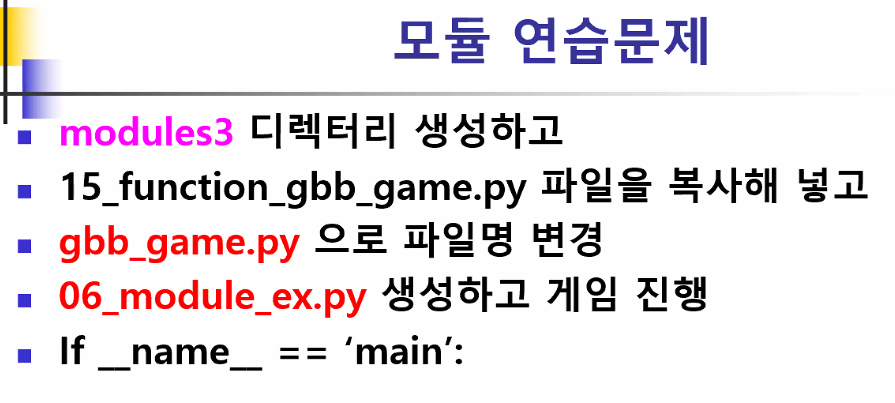 모듈 연습문제
modules3 디렉터리 생성하고
15_function_gbb_game.py 파일을 복사해 넣고
gbb_game.py 으로 파일명 변경
06_module_ex.py 생성하고 게임 진행
If __name__ == ‘main’: